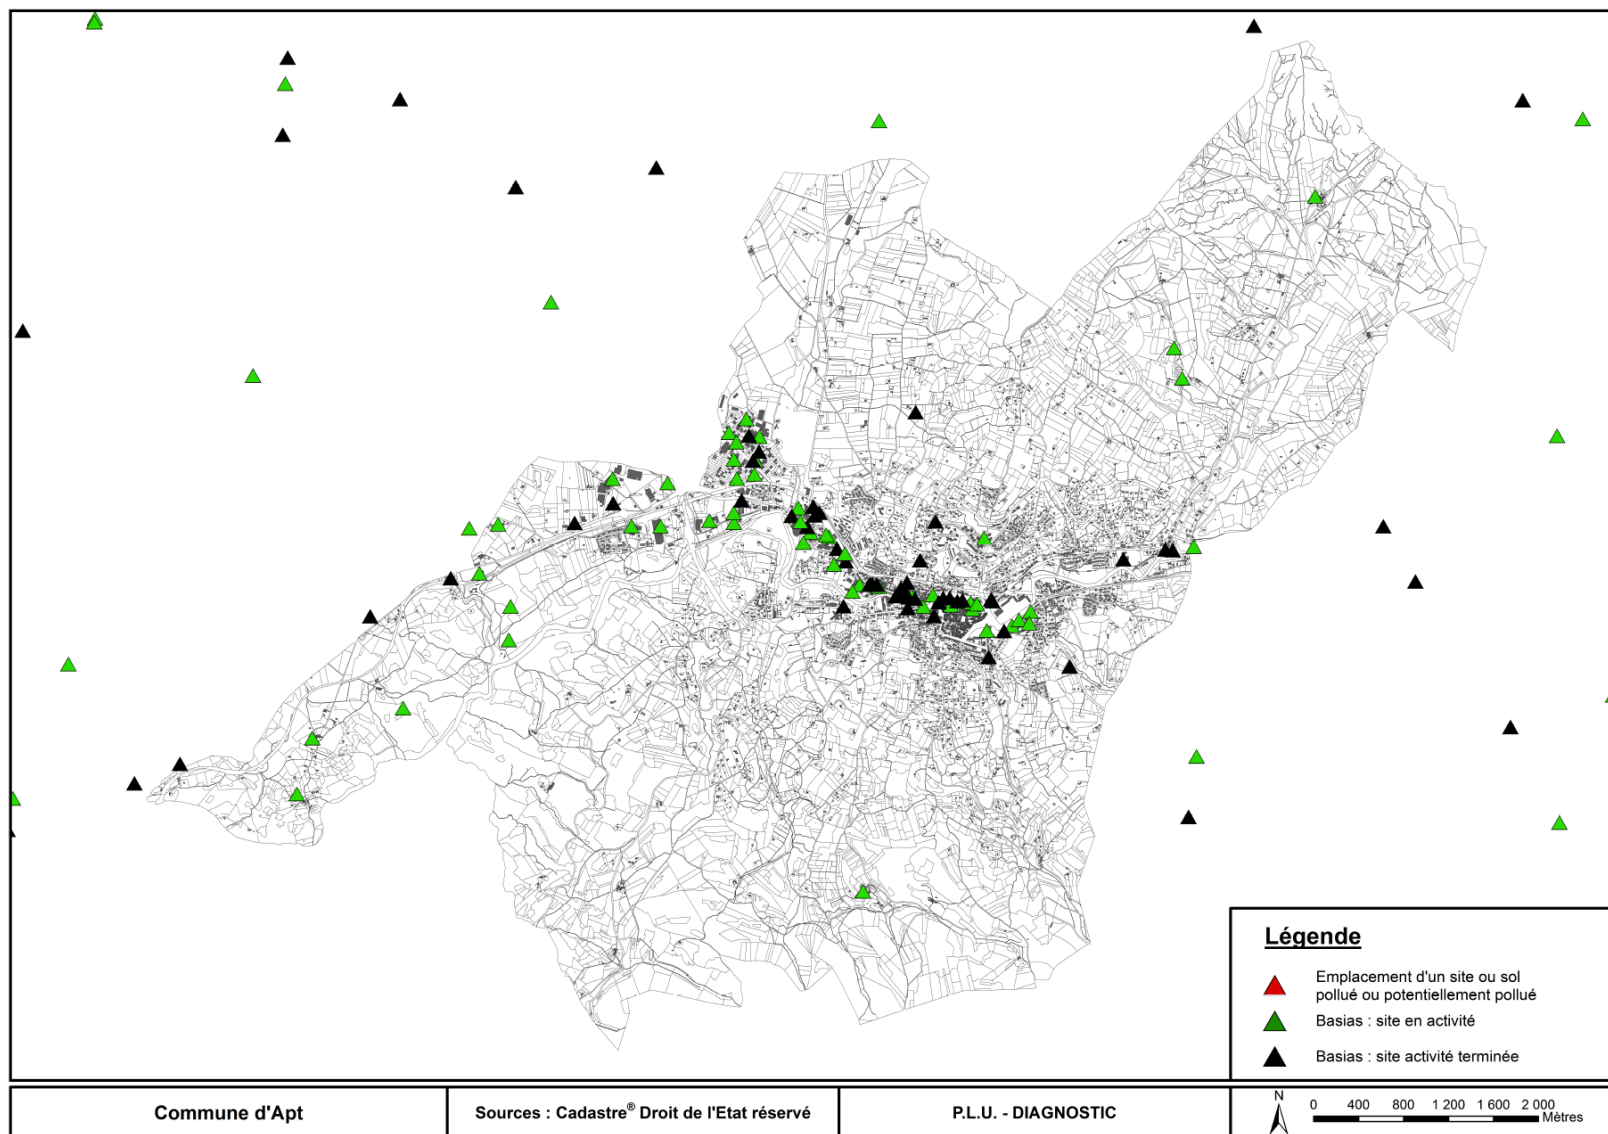 Légende
Emplacement d'un site ou sol
pollué ou potentiellement pollué
Basias : site en activité
Basias : site activité terminée
Commune d'Apt
Sources : Cadastre® Droit de l'Etat réservé
P.L.U. - DIAGNOSTIC
N
0 400 800 1 200 1 600 2 000
Mètres